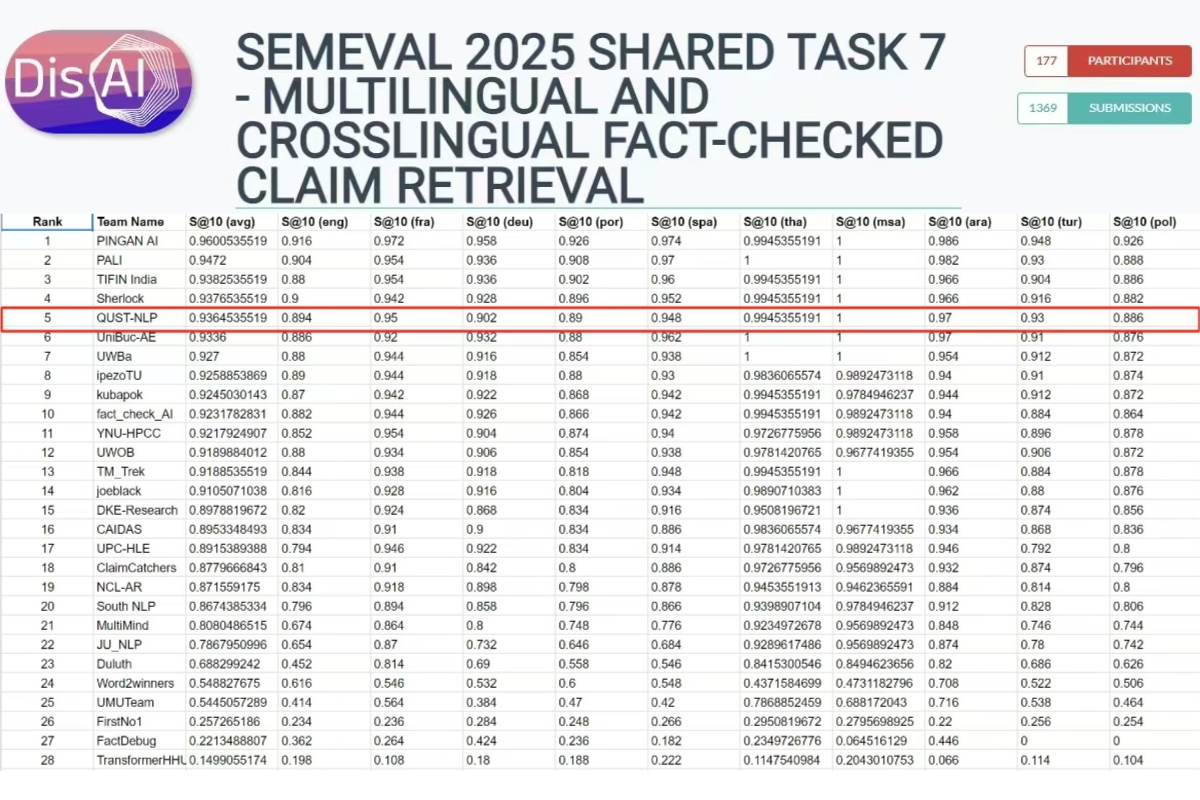 DisAI
SEMEVAL 2025 SHARED TASK 7
- MULTILINGUAL AND
CROSSLINGUAL FACT-CHECKED
CLAIM RETRIEVAL
177 PARTICIPANTS
1369 SUBMISSIONS
Rank Team Name S@10 (avg) S@10 (eng) S@10 (fra) S@10 (deu) S@10 (por) S@10 (spa) S@10 (tha) S@10 (msa) S@10 (ara) S@10 (tur) S@10 (pol)
1 PINGAN AI 0.9600535519 0.916 0.972 0.958 0.926 0.974 0.9945355191 1 0.986 0.948 0.926
2 PALI 0.9472 0.904 0.954 0.936 0.908 0.97 1 1 0.982 0.93 0.888
3 TIFIN India 0.9382535519 0.88 0.954 0.936 0.902 0.96 0.9945355191 1 0.966 0.904 0.886
4 Sherlock 0.9376535519 0.9 0.942 0.928 0.896 0.952 0.9945355191 1 0.966 0.916 0.882
5 QUST-NLP 0.9364535519 0.894 0.95 0.902 0.89 0.948 0.9945355191 1 0.97 0.93 0.886
6 UniBuc-AE 0.9336 0.886 0.92 0.932 0.88 0.962 1 1 0.97 0.91 0.876
7 UWBa 0.927 0.88 0.944 0.916 0.854 0.938 1 1 0.954 0.912 0.872
8 ipezoTU 0.9258853869 0.89 0.944 0.918 0.88 0.93 0.9836065574 0.9892473118 0.94 0.91 0.874
9 kubapok 0.9245030143 0.87 0.942 0.922 0.868 0.942 0.9945355191 0.9784946237 0.944 0.912 0.872
10 fact_check_AI 0.9231782831 0.882 0.944 0.926 0.866 0.942 0.9945355191 0.9892473118 0.94 0.884 0.864
11 YNU-HPCC 0.9217924907 0.852 0.954 0.904 0.874 0.94 0.9726775956 0.9892473118 0.958 0.896 0.878
12 UWOB 0.9189884012 0.88 0.934 0.906 0.854 0.938 0.9781420765 0.9677419355 0.954 0.906 0.872
13 TM_Trek 0.9188535519 0.844 0.938 0.918 0.818 0.948 0.9945355191 1 0.966 0.884 0.878
14 joeblack 0.9105071038 0.816 0.928 0.916 0.804 0.934 0.9890710383 1 0.962 0.88 0.876
15 DKE-Research 0.8978819672 0.82 0.924 0.868 0.834 0.916 0.9508196721 1 0.936 0.874 0.856
16 CAIDAS 0.8953348493 0.834 0.91 0.9 0.834 0.886 0.9836065574 0.9677419355 0.934 0.868 0.836
17 UPC-HLE 0.8915389388 0.794 0.946 0.922 0.834 0.914 0.9781420765 0.9892473118 0.946 0.792 0.8
18 ClaimCatchers 0.8779666843 0.81 0.91 0.842 0.8 0.886 0.9726775956 0.9569892473 0.932 0.874 0.796
19 NCL-AR 0.871559175 0.834 0.918 0.898 0.798 0.878 0.9453551913 0.9462365591 0.884 0.814 0.8
20 South NLP 0.8674385334 0.796 0.894 0.858 0.796 0.866 0.9398907104 0.9784946237 0.912 0.828 0.806
21 MultiMind 0.8080486515 0.674 0.864 0.8 0.748 0.776 0.9234972678 0.9569892473 0.848 0.746 0.744
22 JU_NLP 0.7867950996 0.654 0.87 0.732 0.646 0.684 0.9289617486 0.9569892473 0.874 0.78 0.742
23 Duluth 0.688299242 0.452 0.814 0.69 0.558 0.546 0.8415300546 0.8494623656 0.82 0.686 0.626
24 Word2winners 0.548827675 0.616 0.546 0.532 0.6 0.548 0.4371584699 0.4731182796 0.708 0.522 0.506
25 UMUTeam 0.5445057289 0.414 0.564 0.384 0.47 0.42 0.7868852459 0.688172043 0.716 0.538 0.464
26 FirstNo1 0.257265186 0.234 0.236 0.284 0.248 0.266 0.2950819672 0.2795698925 0.22 0.256 0.254
27 FactDebug 0.2213488807 0.362 0.264 0.424 0.236 0.182 0.2349726776 0.064516129 0.446 0 0
28 TransformerHHU 0.1499055174 0.198 0.108 0.18 0.188 0.222 0.1147540984 0.2043010753 0.066 0.114 0.104